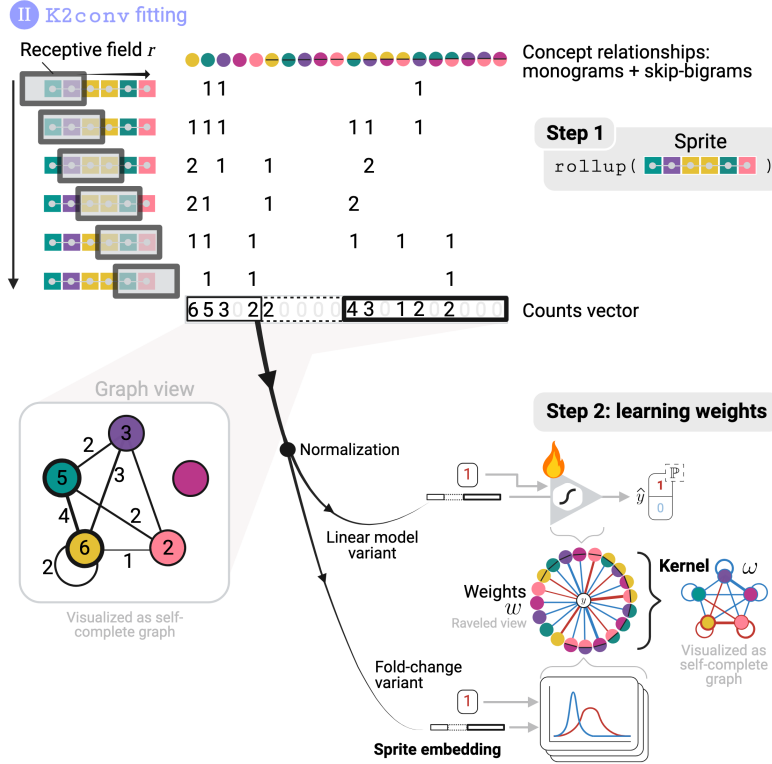 II K2conv fitting
Receptive field r
Concept relationships:
monograms + skip-bigrams
1 1 1
1 1 1 1 1 1
2 1 1 2
2 1 1 2
1 1 1 1 1 1
1 1 1
6 5 3 0 2 2 0 0 0 0 4 3 0 1 2 0 2 0 0 0
Counts vector
Step 1
Sprite
rollup( )
Graph view
3
2
5
3
4
2
6
2
1
2
Visualized as self-
complete graph
Normalization
Linear model
variant
Fold-change
variant
Sprite embedding
Step 2: learning weights
1
ŷ
1
ℙ
0
Weights
w
Raveled view
y
Kernel ω
Visualized as
self-complete
graph
1